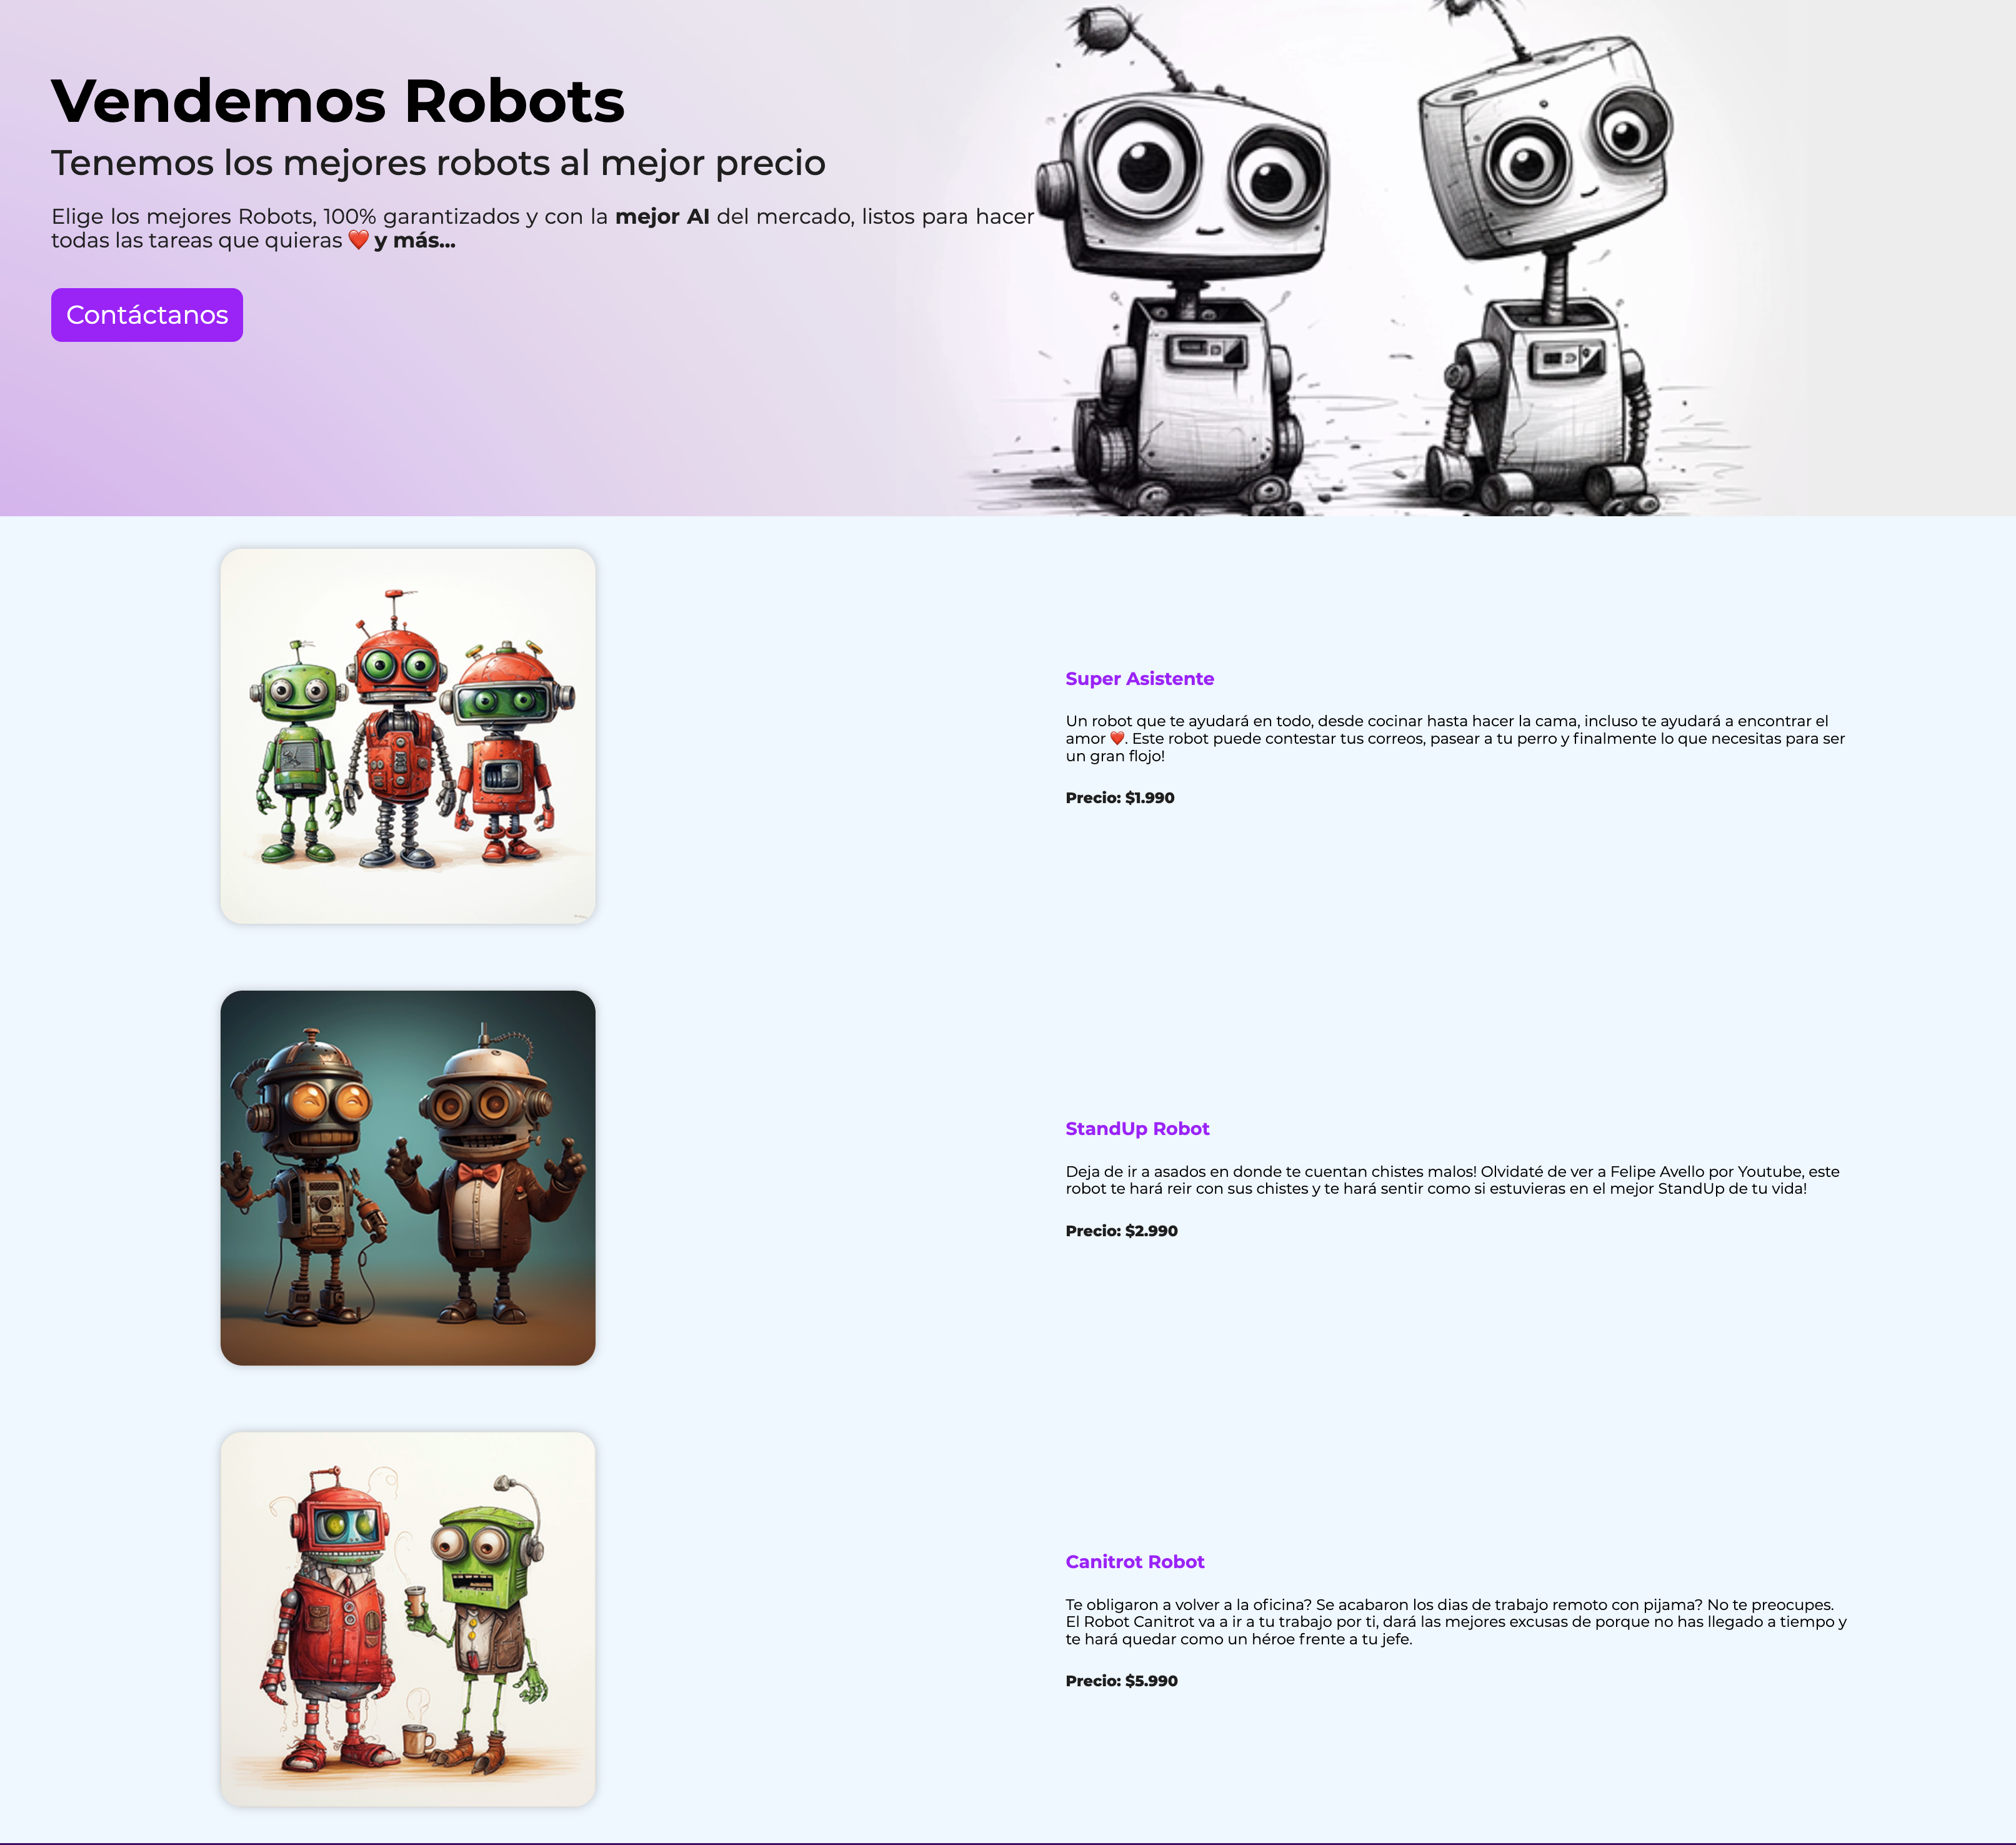 Vendemos Robots
Tenemos los mejores robots al mejor precio
Elige los mejores Robots, 100% garantizados y con la mejor AI del mercado, listos para hacer
todas las tareas que quieras ❤️ y más...
Contáctanos
Super Asistente
Un robot que te ayudará en todo, desde cocinar hasta hacer la cama, incluso te ayudará a encontrar el
amor ❤️. Este robot puede contestar tus correos, pasear a tu perro y finalmente lo que necesitas para ser
un gran flojo!
Precio: $1.990
StandUp Robot
Deja de ir a asados en donde te cuentan chistes malos! Olvidaté de ver a Felipe Avello por Youtube, este
robot te hará reir con sus chistes y te hará sentir como si estuvieras en el mejor StandUp de tu vida!
Precio: $2.990
Canitrot Robot
Te obligaron a volver a la oficina? Se acabaron los dias de trabajo remoto con pijama? No te preocupes.
El Robot Canitrot va a ir a tu trabajo por ti, dará las mejores excusas de porque no has llegado a tiempo y
te hará quedar como un héroe frente a tu jefe.
Precio: $5.990